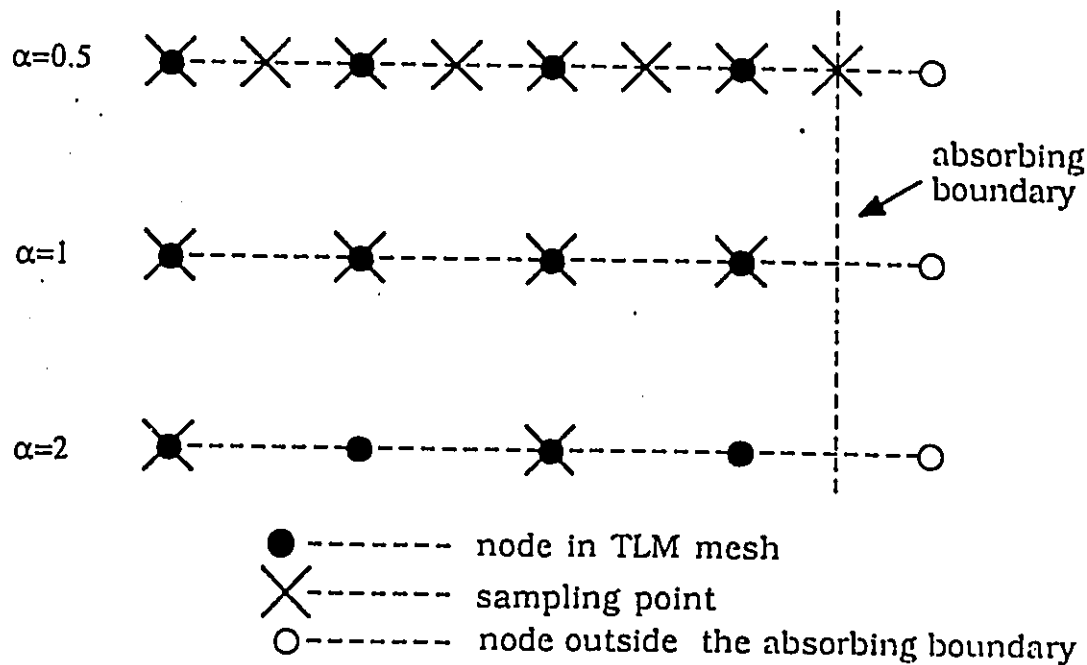 α=0.5
absorbing
boundary
α=1
α=2
node in TLM mesh
sampling point
node outside the absorbing boundary